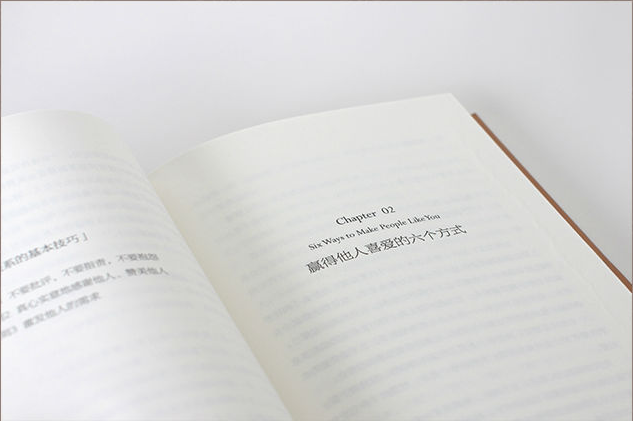 系的基本技巧」
不要批评，不要指责，不要抱怨
2 真心实意地感谢他人、赞美他人
3 激发他人的需求
Chapter 02
Six Ways to Make People Like You
赢得他人喜爱的六个方式